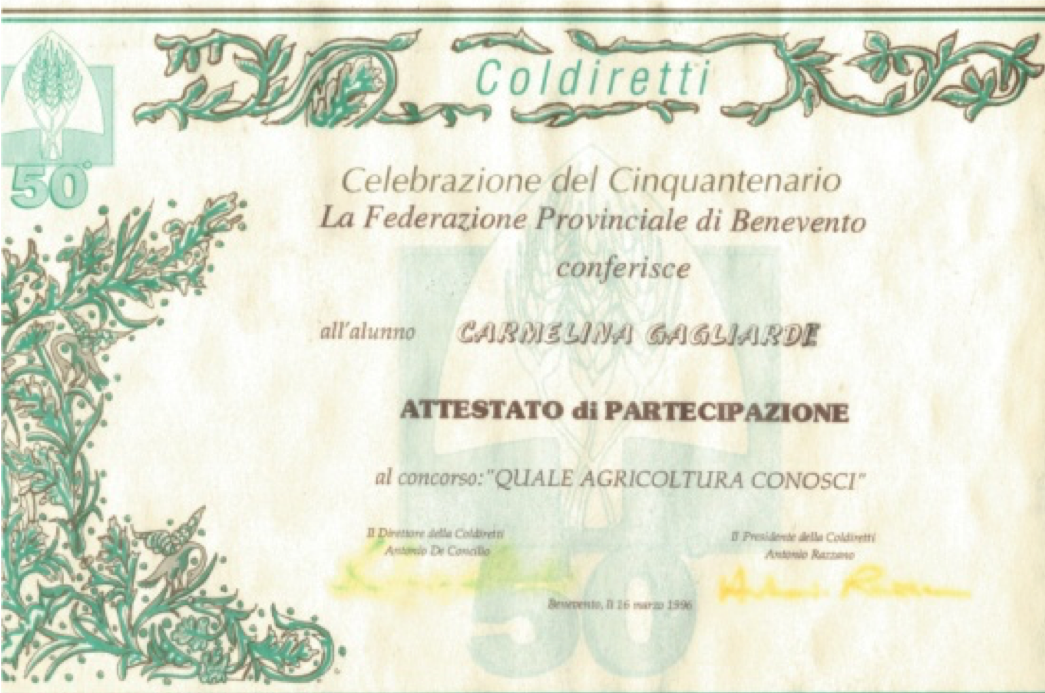 Coldiretti
50°
Celebrazione del Cinquantenario
La Federazione Provinciale di Benevento
conferisce
all'alunno CARMELINA GAGLIARDE
ATTESTATO di PARTECIPAZIONE
al concorso: "QUALE AGRICOLTURA CONOSCI"
Il Direttore della Coldiretti
Antonio De Concilio
Il Presidente della Coldiretti
Antonio Razzano
Benevento, li 16 marzo 1996
50